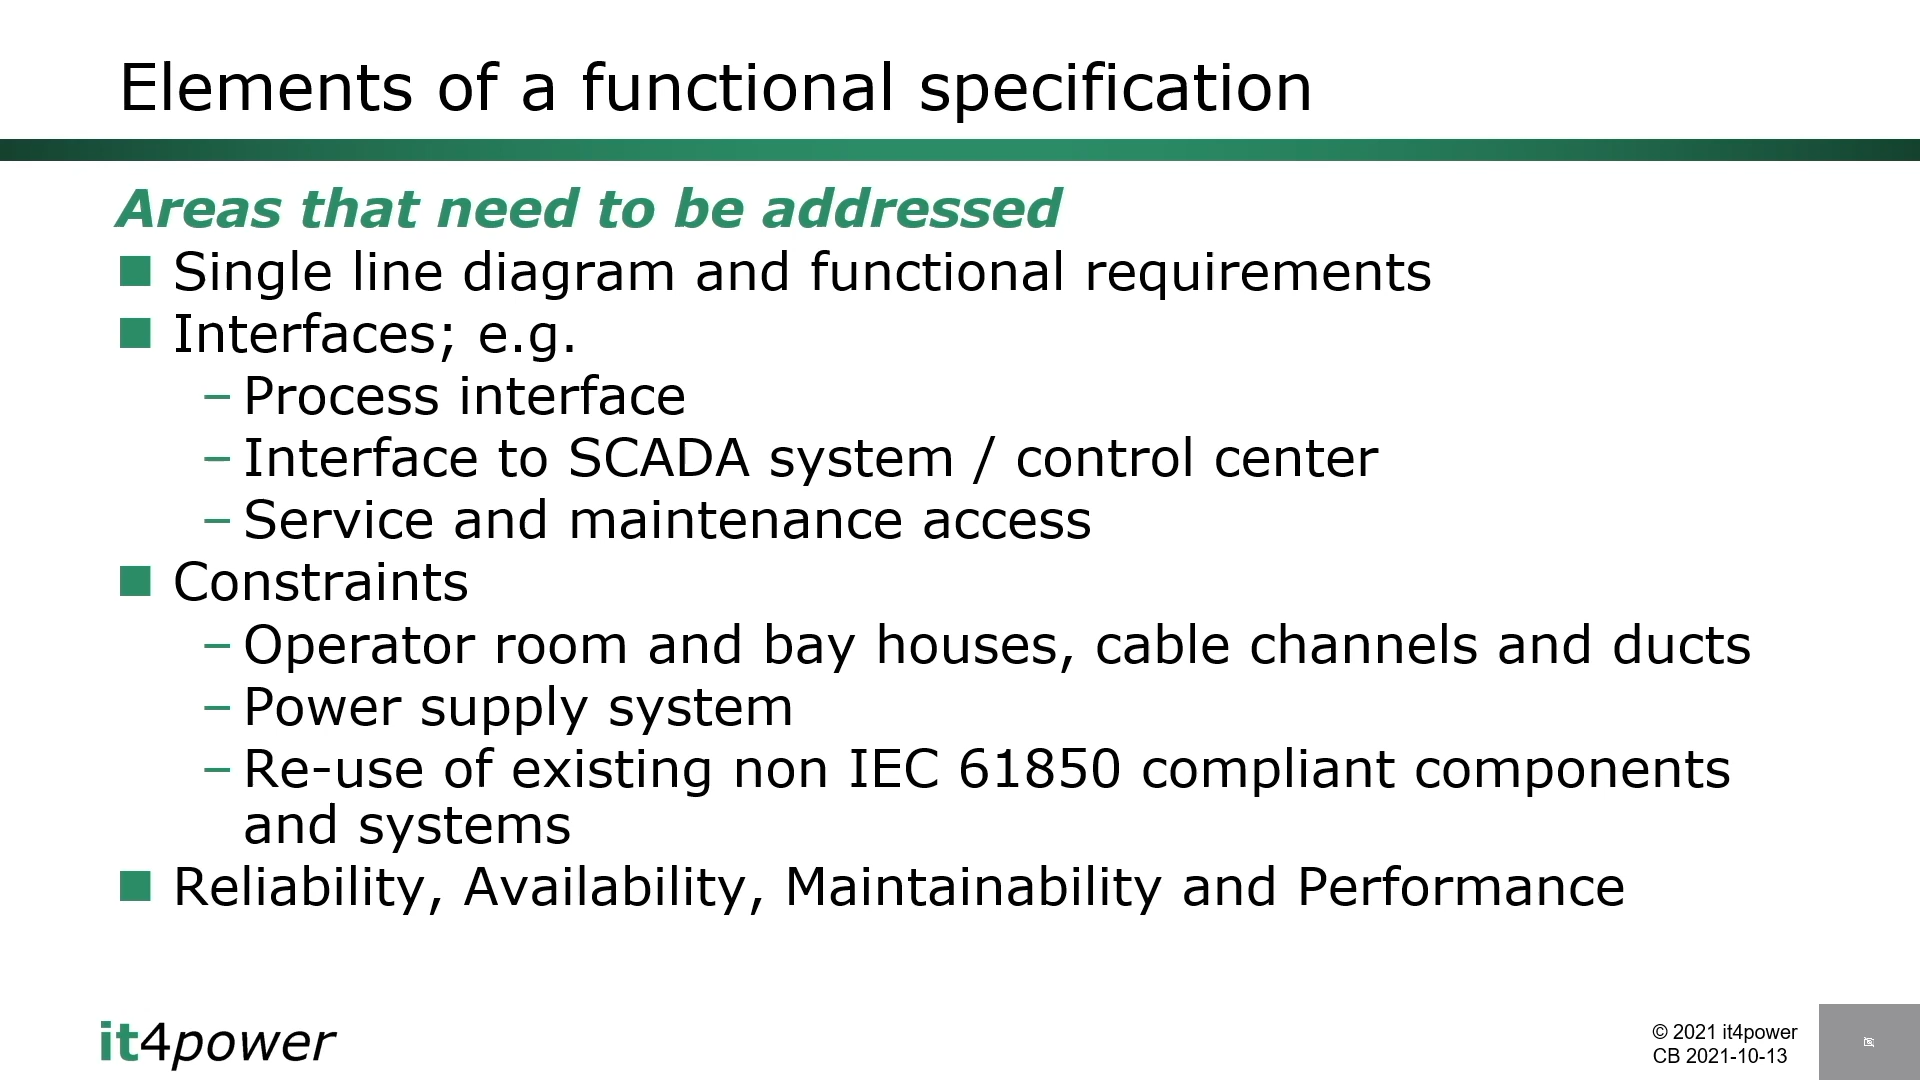 Elements of a functional specification
Areas that need to be addressed
■ Single line diagram and functional requirements
■ Interfaces; e.g.
– Process interface
– Interface to SCADA system / control center
– Service and maintenance access
■ Constraints
– Operator room and bay houses, cable channels and ducts
– Power supply system
– Re-use of existing non IEC 61850 compliant components
and systems
■ Reliability, Availability, Maintainability and Performance
it4power
© 2021 it4power
CB 2021-10-13